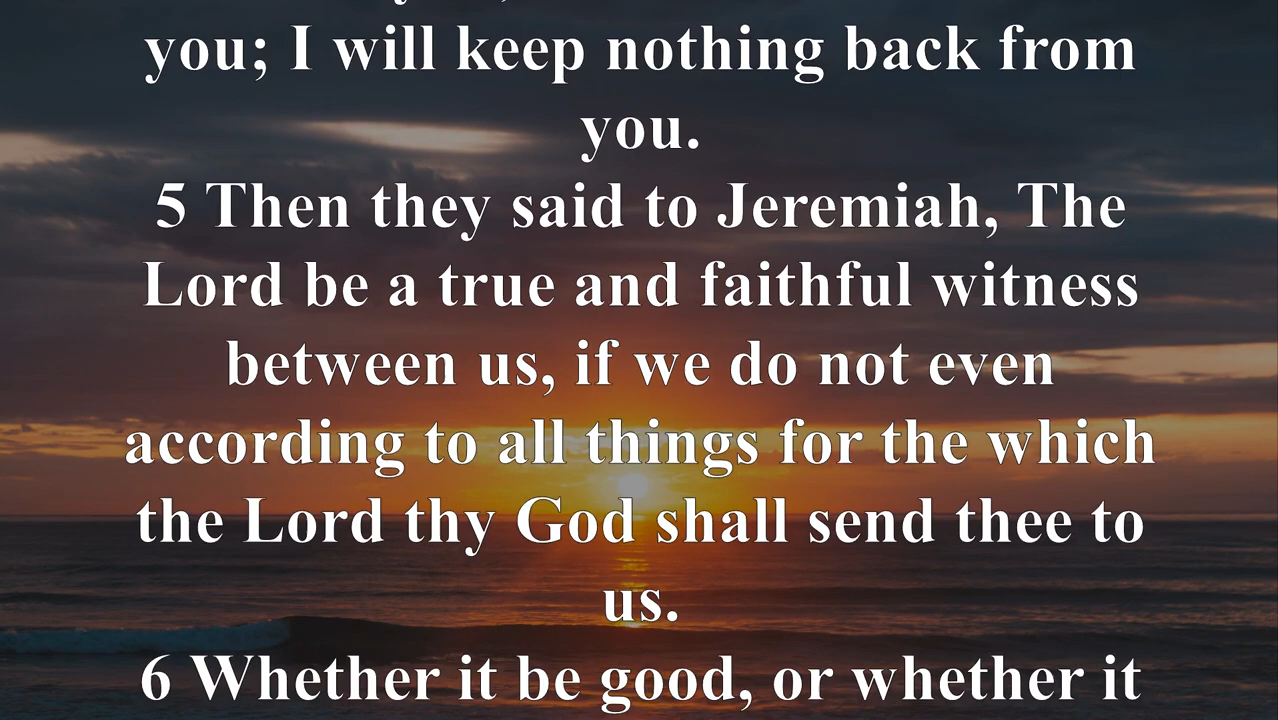 you; I will keep nothing back from
you.
5 Then they said to Jeremiah, The
Lord be a true and faithful witness
between us, if we do not even
according to all things for the which
the Lord thy God shall send thee to
us.
6 Whether it be good, or whether it